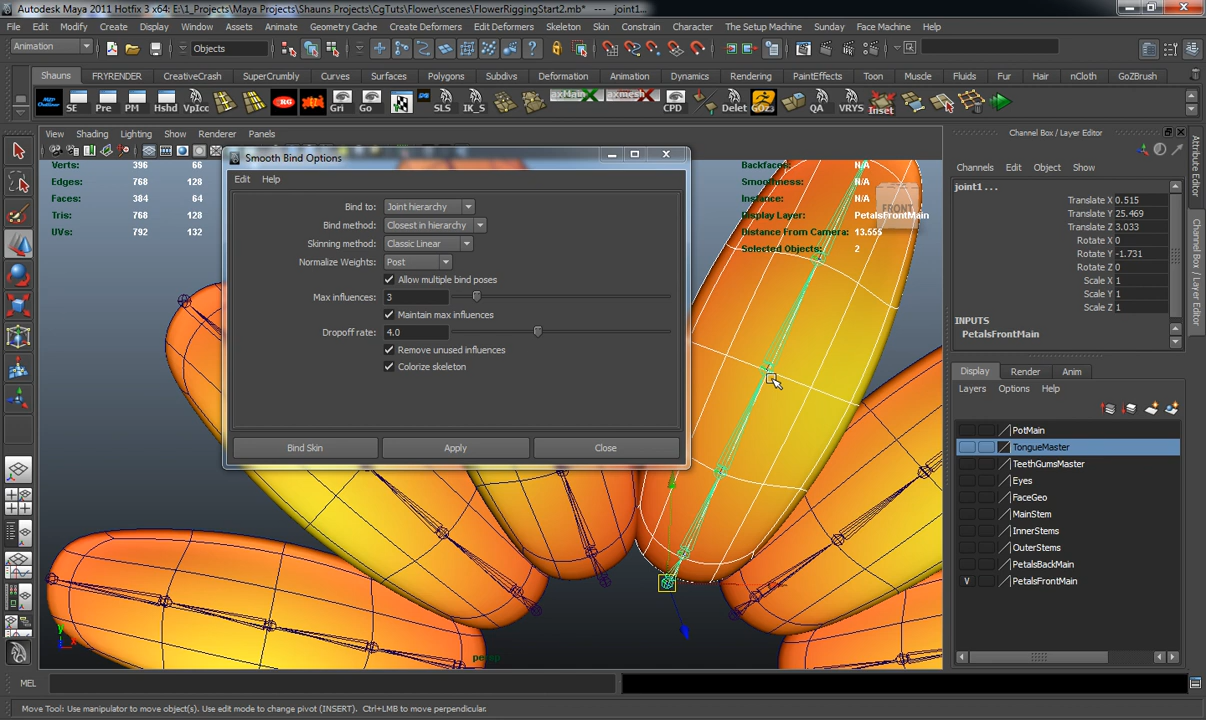 Autodesk Maya 2011 Hotfix 3 x64: E:\1_Projects\Maya Projects\Shauns Projects\CgTuts\Flower\scenes\FlowerRiggingStart2.mb* --- joint1...
File Edit Modify Create Display Window Assets Animate Geometry Cache Create Deformers Edit Deformers Skeleton Skin Constrain Character The Setup Machine Sunday Face Machine Help
Animation Objects
Shauns FRYRENDER CreativeCrash SuperCrumbly Curves Surfaces Polygons Subdivs Deformation Animation Dynamics Rendering PaintEffects Toon Muscle Fluids Fur Hair nCloth GoZBrush
SE Pre PM Hshd VpIcc Gri Go SLS IK_S axMain axmesh CPD Delet GOZ3 QA VRYS Inset
View Shading Lighting Show Renderer Panels
Channel Box / Layer Editor
Smooth Bind Options
Verts: 396 66
Edges: 768 128
Faces: 384 64
Tris: 768 128
UVs: 792 132
Edit Help
Bind to: Joint hierarchy
Bind method: Closest in hierarchy
Skinning method: Classic Linear
Normalize Weights: Post
Allow multiple bind poses
Max influences: 3
Maintain max influences
Dropoff rate: 4.0
Remove unused influences
Colorize skeleton
Bind Skin Apply Close
Backfaces: N/A
Smoothness: N/A
Instance: N/A
Display Layer: PetalsFrontMain
Distance From Camera: 13.555
Selected Objects: 2
FRONT
Channels Edit Object Show
joint1...
Translate X 0.515
Translate Y 25.469
Translate Z 3.033
Rotate X 0
Rotate Y -1.731
Rotate Z 0
Scale X 1
Scale Y 1
Scale Z 1
INPUTS
PetalsFrontMain
Display Render Anim
Layers Options Help
PotMain
TongueMaster
TeethGumsMaster
Eyes
FaceGeo
MainStem
InnerStems
OuterStems
PetalsBackMain
V PetalsFrontMain
Attribute Editor
Channel Box / Layer Editor
y
x
persp
MEL
Move Tool: Use manipulator to move object(s). Use edit mode to change pivot (INSERT). Ctrl+LMB to move perpendicular.